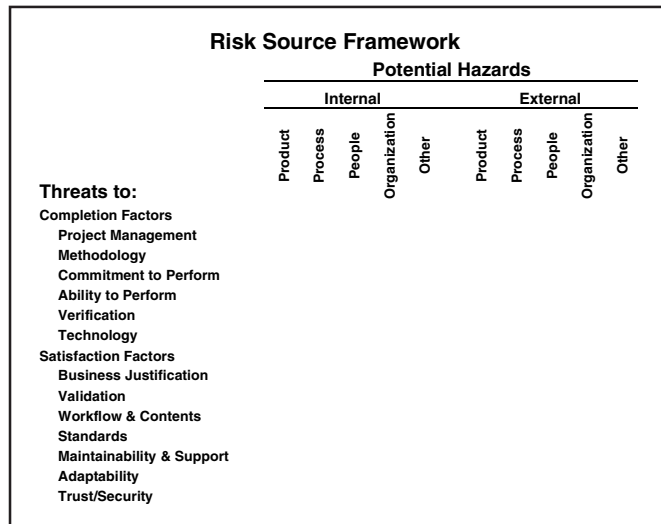 Risk Source Framework
Potential Hazards
Internal External
Product Process People Organization Other Product Process People Organization Other
Threats to:
Completion Factors
Project Management
Methodology
Commitment to Perform
Ability to Perform
Verification
Technology
Satisfaction Factors
Business Justification
Validation
Workflow & Contents
Standards
Maintainability & Support
Adaptability
Trust/Security